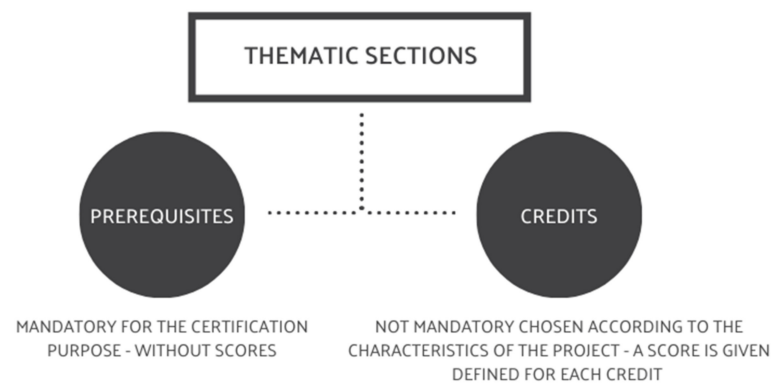 THEMATIC SECTIONS
PREREQUISITES
CREDITS
MANDATORY FOR THE CERTIFICATION
PURPOSE - WITHOUT SCORES
NOT MANDATORY CHOSEN ACCORDING TO THE
CHARACTERISTICS OF THE PROJECT - A SCORE IS GIVEN
DEFINED FOR EACH CREDIT